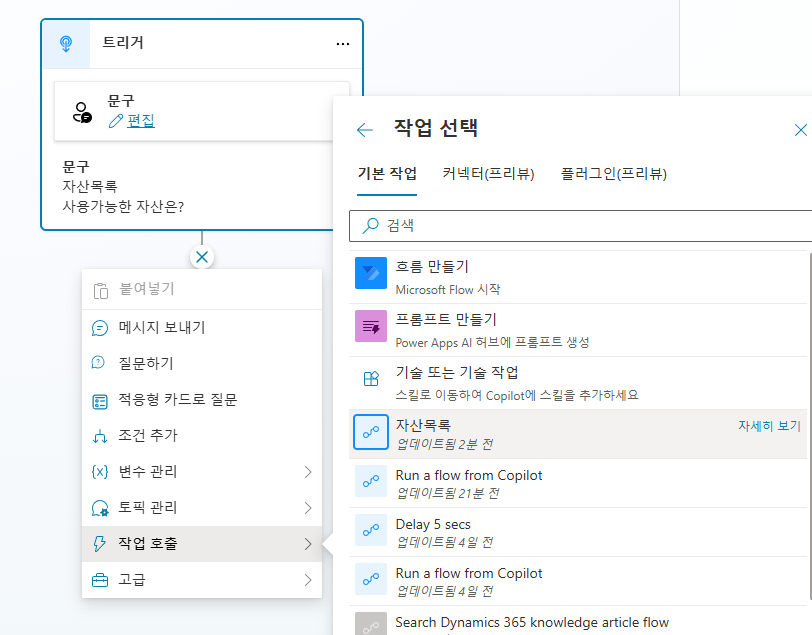 트리거
문구
편집
문구
자산목록
사용가능한 자산은?
붙여넣기
메시지 보내기
질문하기
적응형 카드로 질문
조건 추가
변수 관리
토픽 관리
작업 호출
고급
작업 선택
기본 작업 커넥터(프리뷰) 플러그인(프리뷰)
검색
흐름 만들기
Microsoft Flow 시작
프롬프트 만들기
Power Apps AI 허브에 프롬프트 생성
기술 또는 기술 작업
스킬로 이동하여 Copilot에 스킬을 추가하세요
자산목록 자세히 보기
업데이트됨 2분 전
Run a flow from Copilot
업데이트됨 21분 전
Delay 5 secs
업데이트됨 4일 전
Run a flow from Copilot
업데이트됨 4일 전
Search Dynamics 365 knowledge article flow